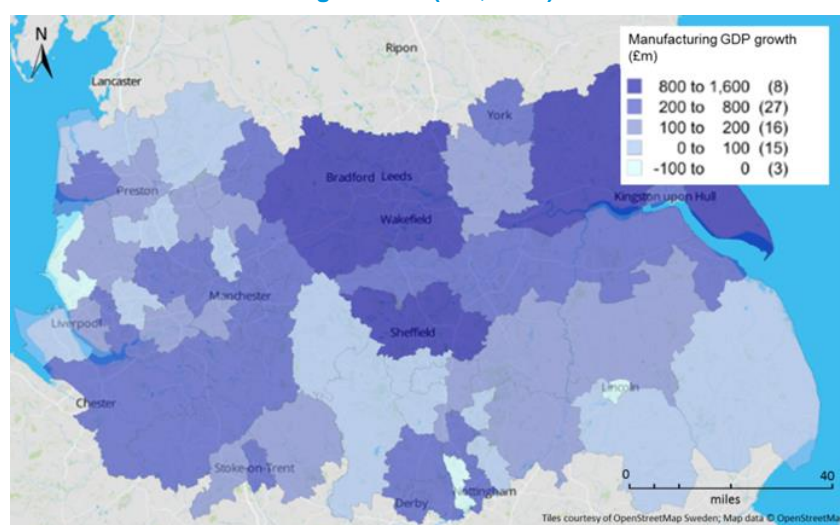 N
Ripon
Lancaster
York
Preston
Bradford
Leeds
Wakefield
Kingston upon Hull
Manchester
Liverpool
Sheffield
Chester
Lincoln
Stoke-on-Trent
Derby
Nottingham
Manufacturing GDP growth
(£m)
800 to 1,600 (8)
200 to 800 (27)
100 to 200 (16)
0 to 100 (15)
-100 to 0 (3)
0 40
miles
Tiles courtesy of OpenStreetMap Sweden; Map data © OpenStreetMa